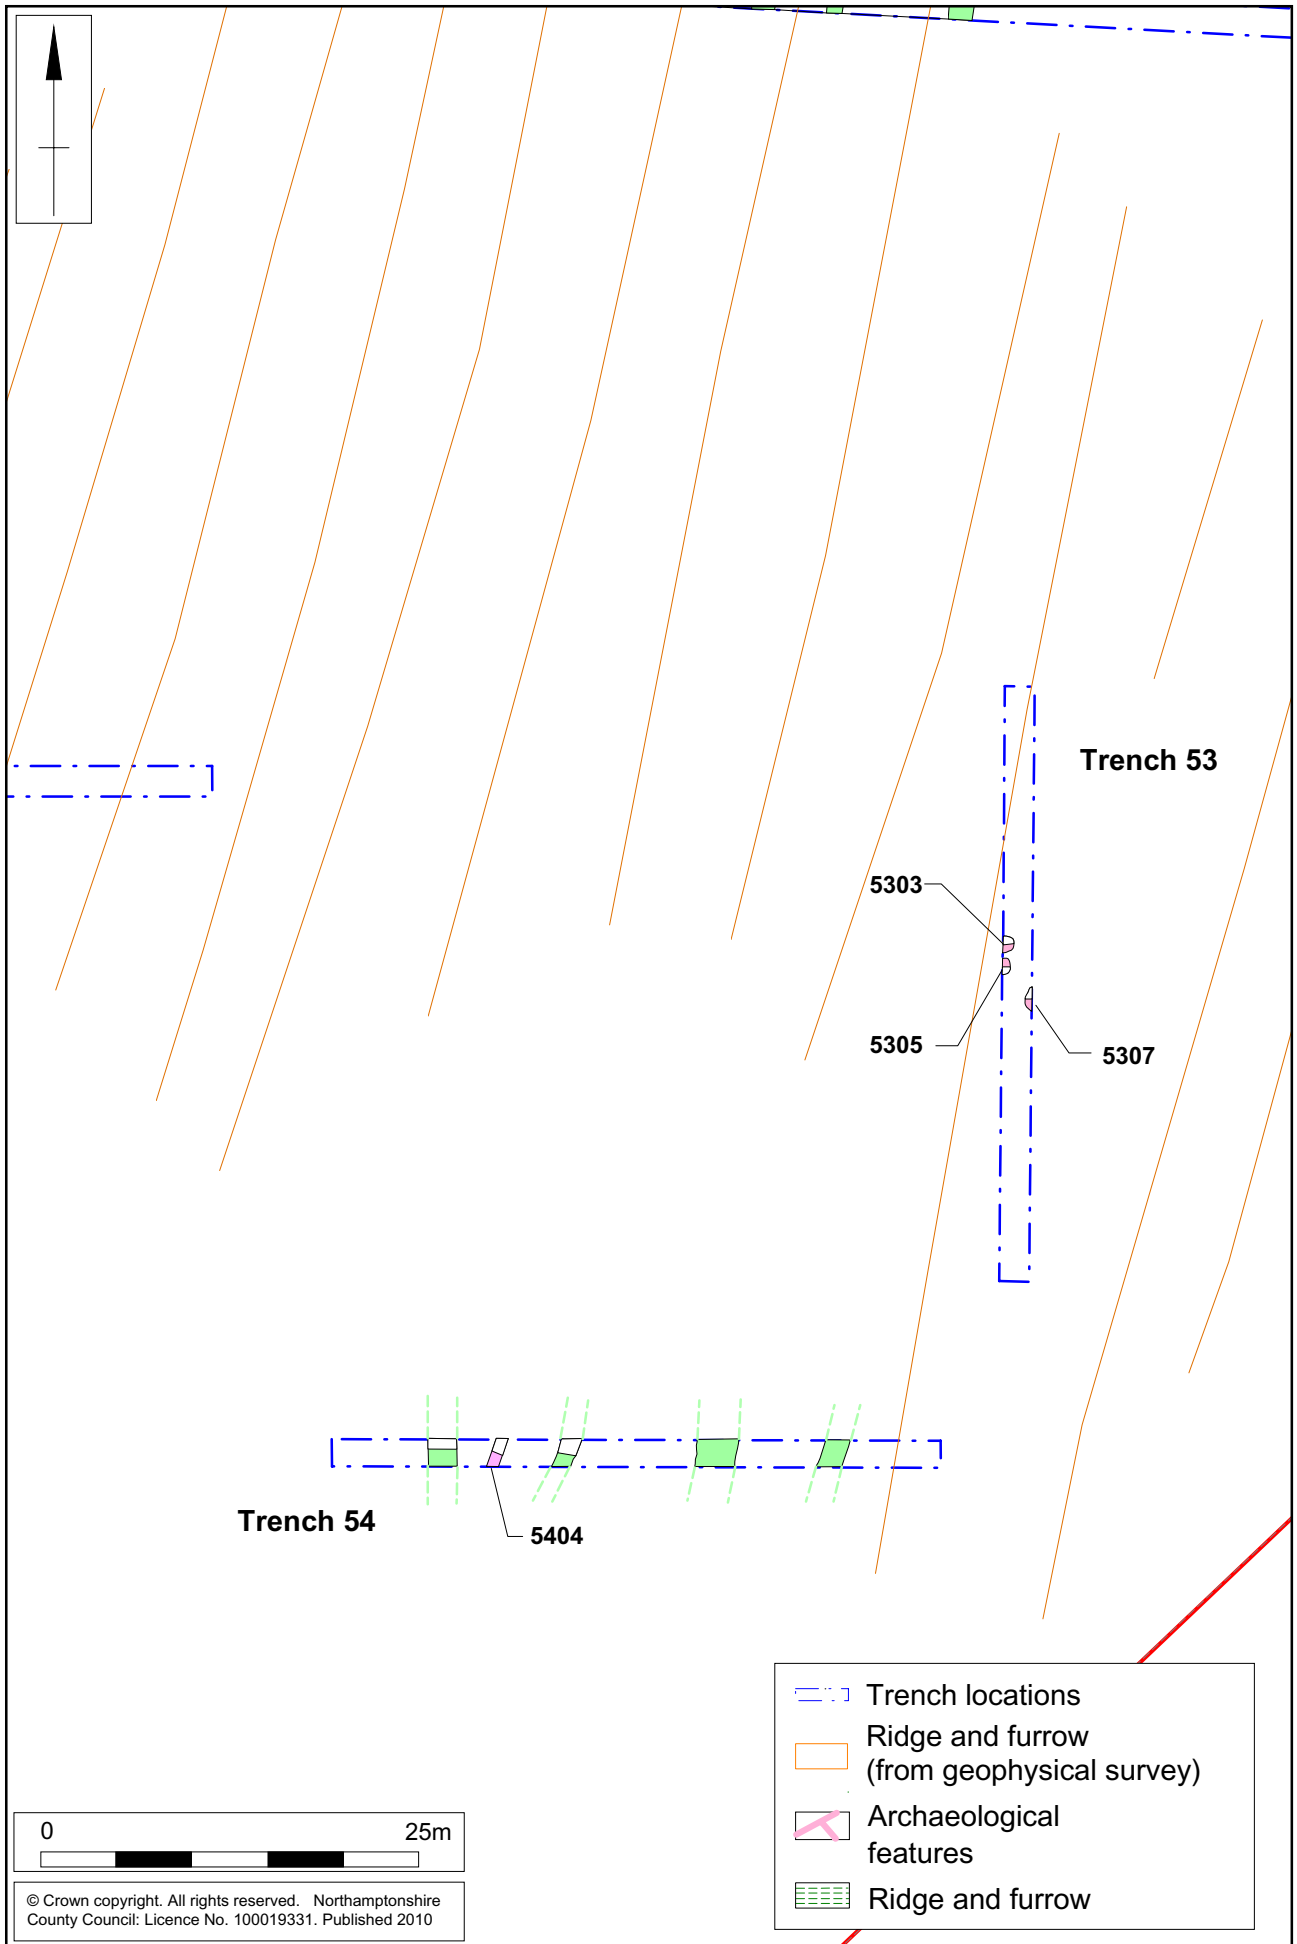 Trench 53
5303
5305
5307
Trench 54
5404
Trench locations
Ridge and furrow
(from geophysical survey)
Archaeological
features
Ridge and furrow
0 25m
© Crown copyright. All rights reserved. Northamptonshire
County Council: Licence No. 100019331. Published 2010